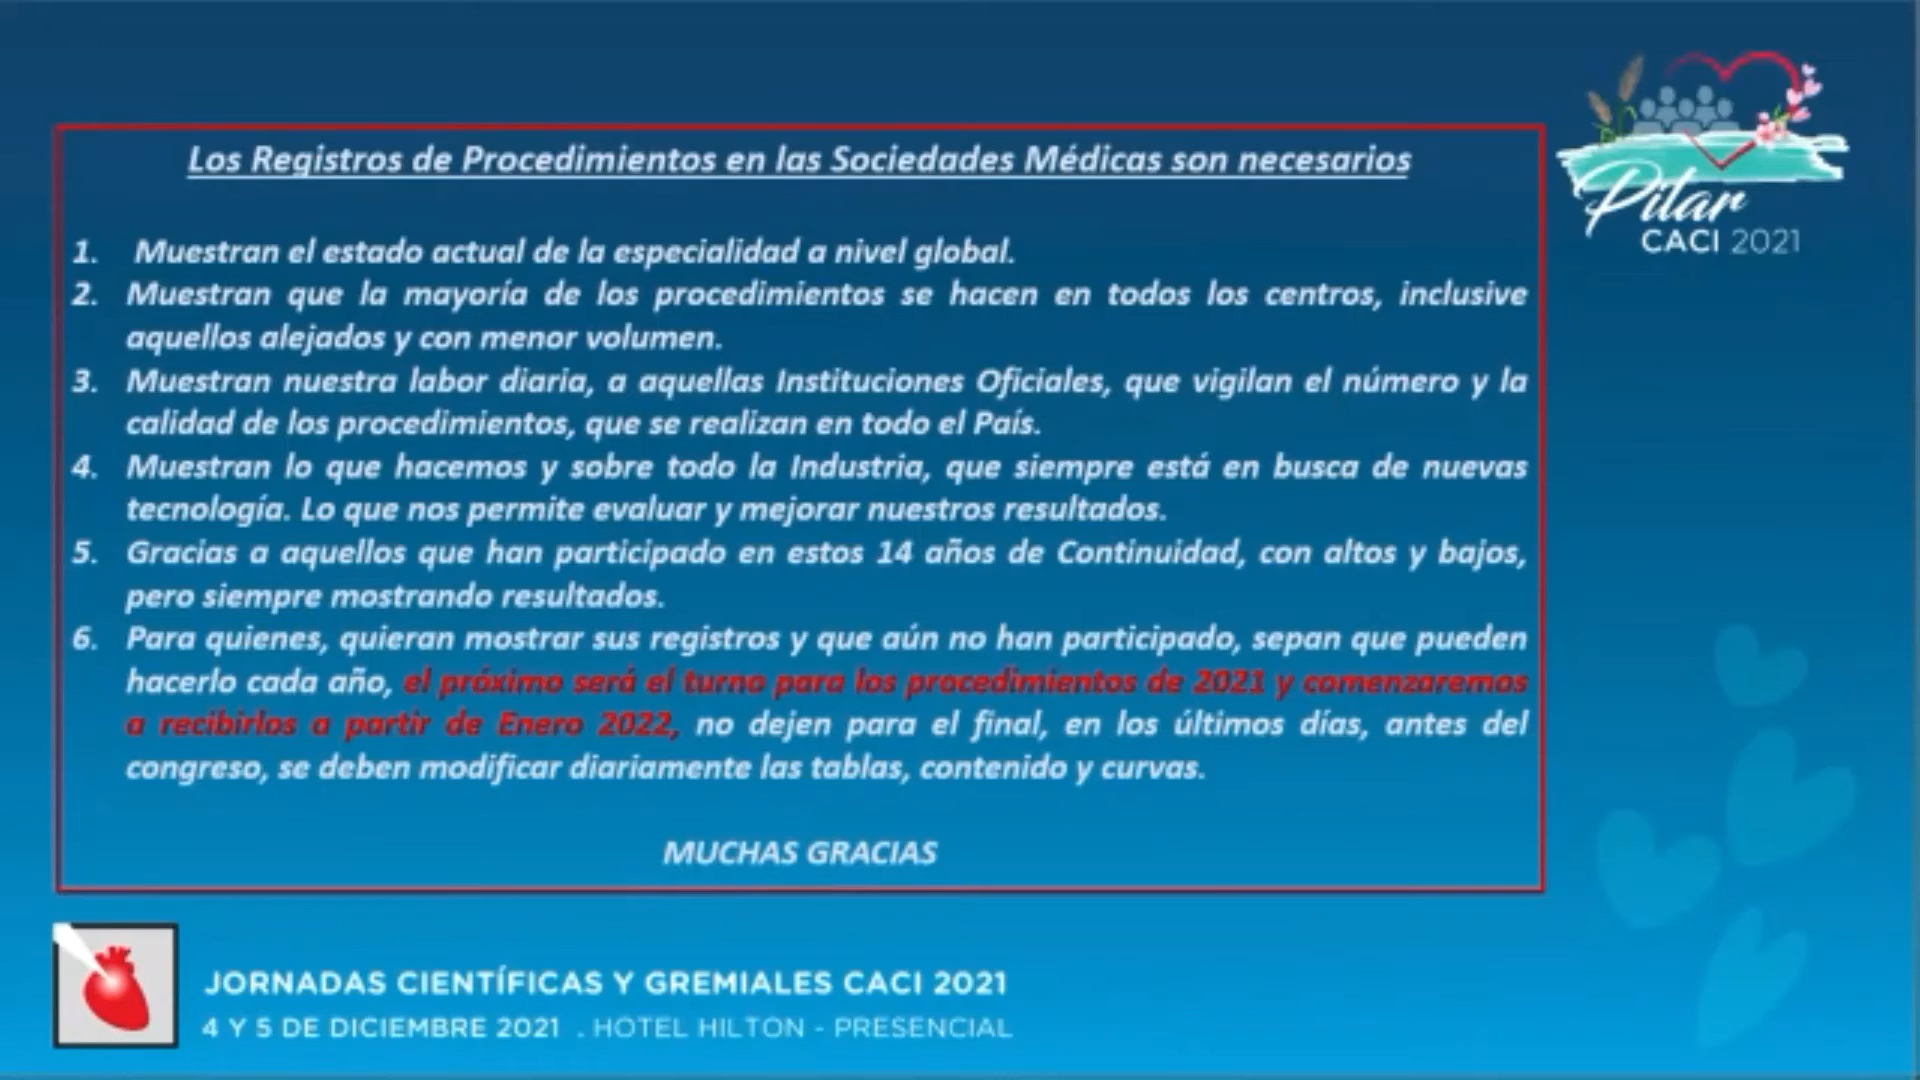 Los Registros de Procedimientos en las Sociedades Médicas son necesarios
1. Muestran el estado actual de la especialidad a nivel global.
2. Muestran que la mayoría de los procedimientos se hacen en todos los centros, inclusive
aquellos alejados y con menor volumen.
3. Muestran nuestra labor diaria, a aquellas Instituciones Oficiales, que vigilan el número y la
calidad de los procedimientos, que se realizan en todo el País.
4. Muestran lo que hacemos y sobre todo la Industria, que siempre está en busca de nuevas
tecnología. Lo que nos permite evaluar y mejorar nuestros resultados.
5. Gracias a aquellos que han participado en estos 14 años de Continuidad, con altos y bajos,
pero siempre mostrando resultados.
6. Para quienes, quieran mostrar sus registros y que aún no han participado, sepan que pueden
hacerlo cada año, el próximo será el turno para los procedimientos de 2021 y comenzaremos
a recibirlos a partir de Enero 2022, no dejen para el final, en los últimos días, antes del
congreso, se deben modificar diariamente las tablas, contenido y curvas.
MUCHAS GRACIAS
Pilar
CACI 2021
JORNADAS CIENTÍFICAS Y GREMIALES CACI 2021
4 Y 5 DE DICIEMBRE 2021 . HOTEL HILTON - PRESENCIAL